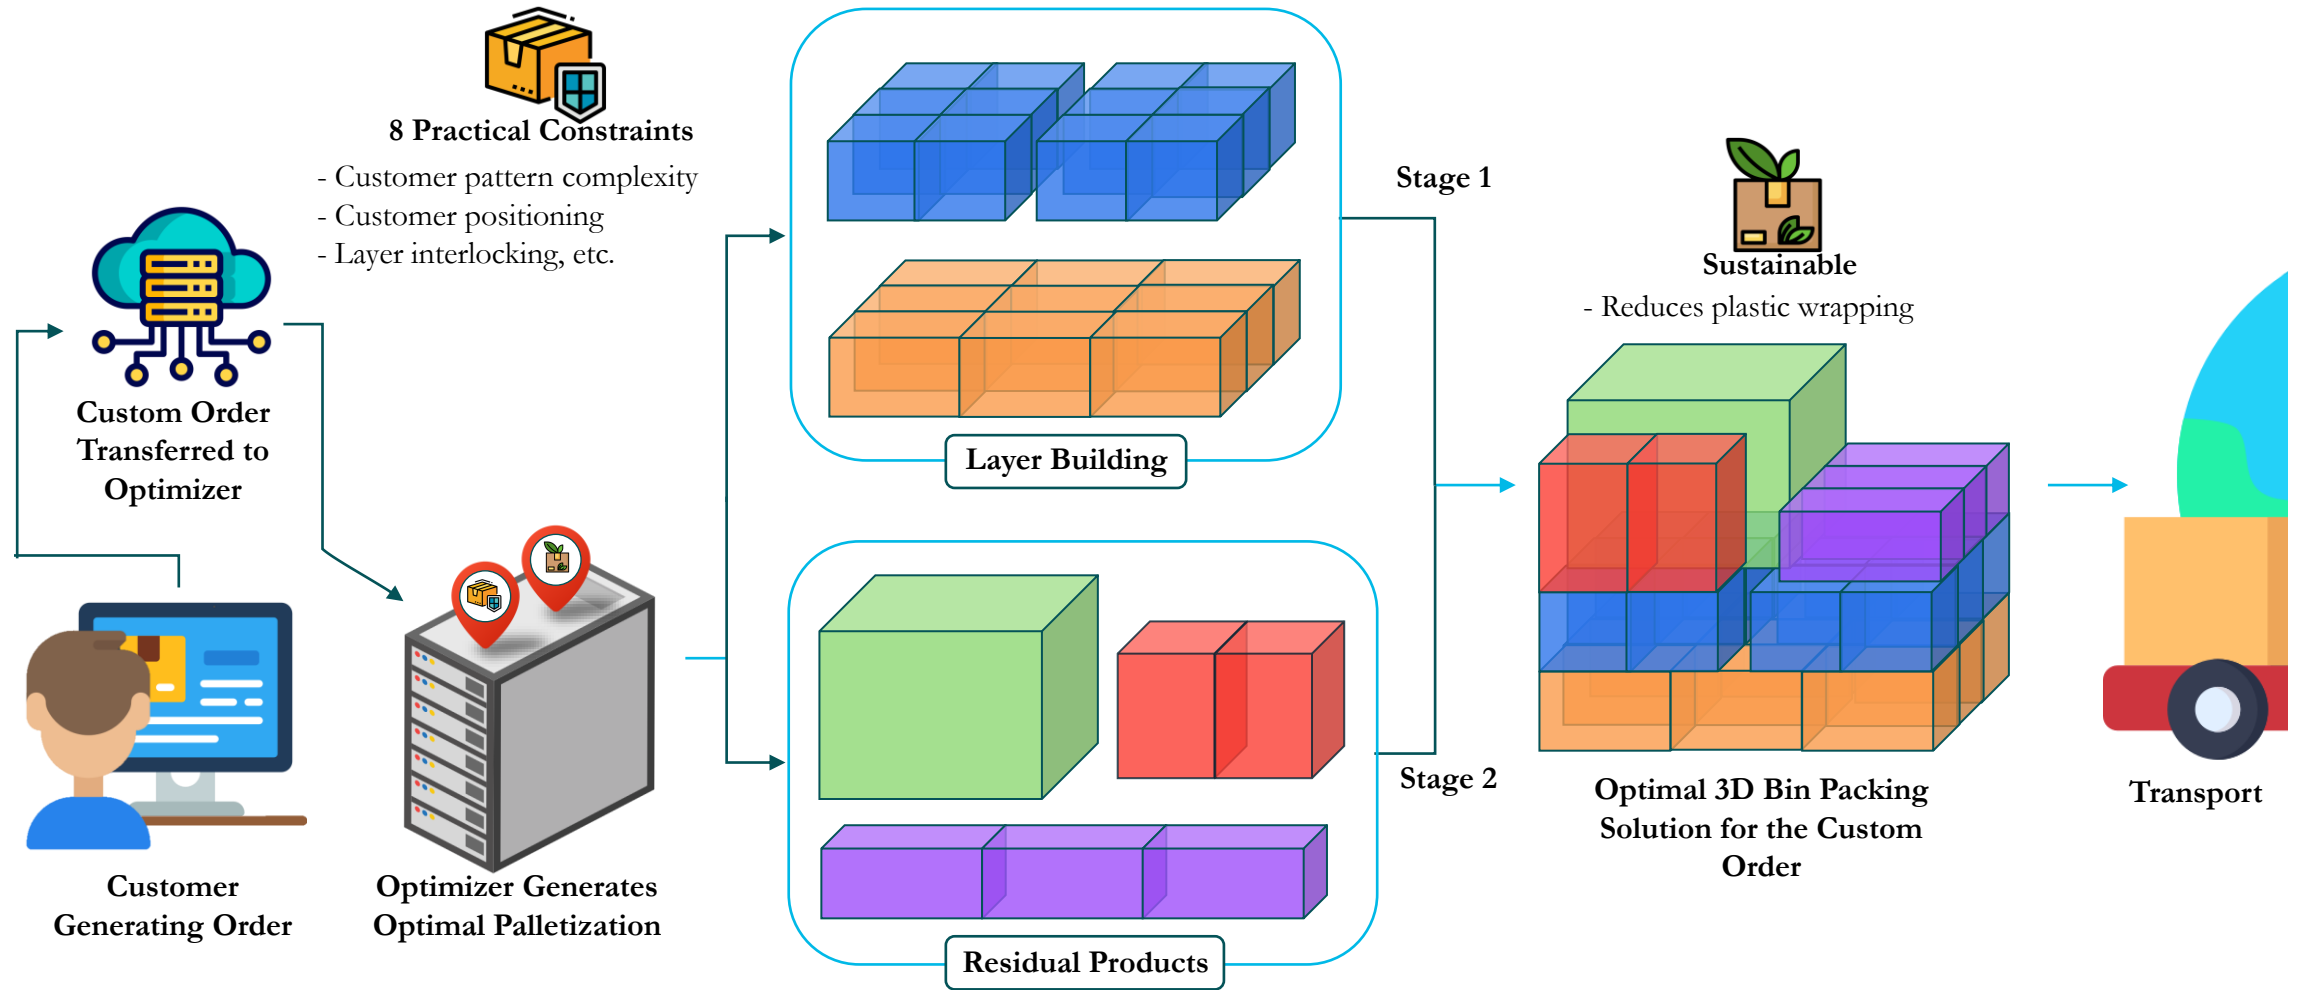 8 Practical Constraints
- Customer pattern complexity
- Customer positioning
- Layer interlocking, etc.
Custom Order
Transferred to
Optimizer
Customer
Generating Order
Optimizer Generates
Optimal Palletization
Layer Building
Residual Products
Stage 1
Stage 2
Sustainable
- Reduces plastic wrapping
Optimal 3D Bin Packing
Solution for the Custom
Order
Transport